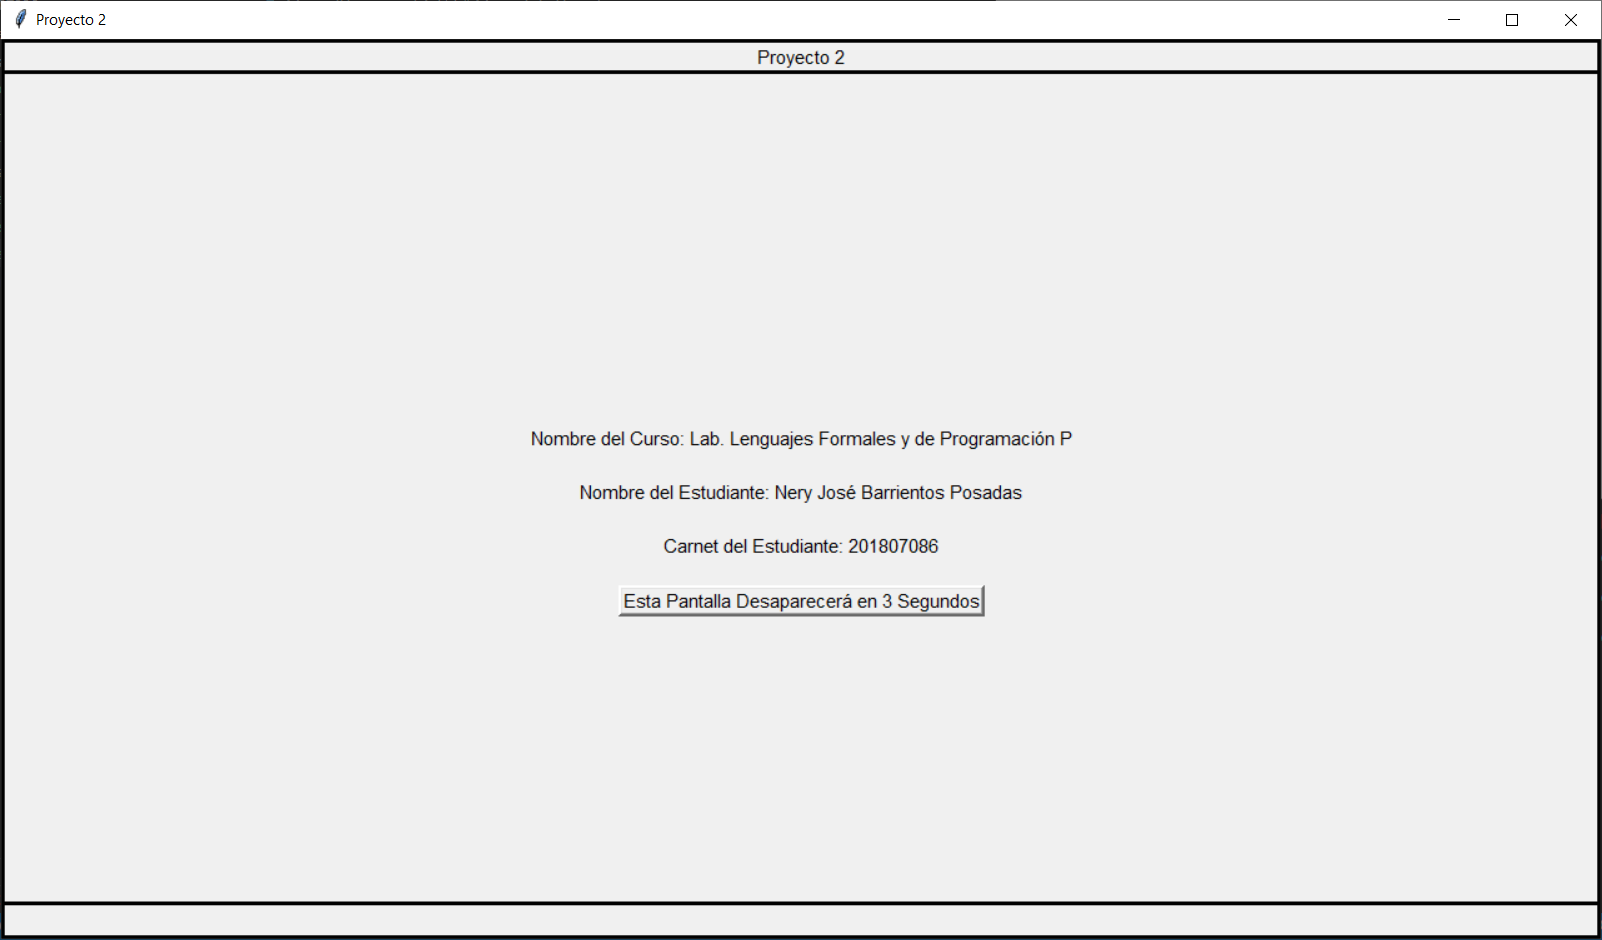 Proyecto 2
Proyecto 2
Nombre del Curso: Lab. Lenguajes Formales y de Programación P
Nombre del Estudiante: Nery José Barrientos Posadas
Carnet del Estudiante: 201807086
Esta Pantalla Desaparecerá en 3 Segundos